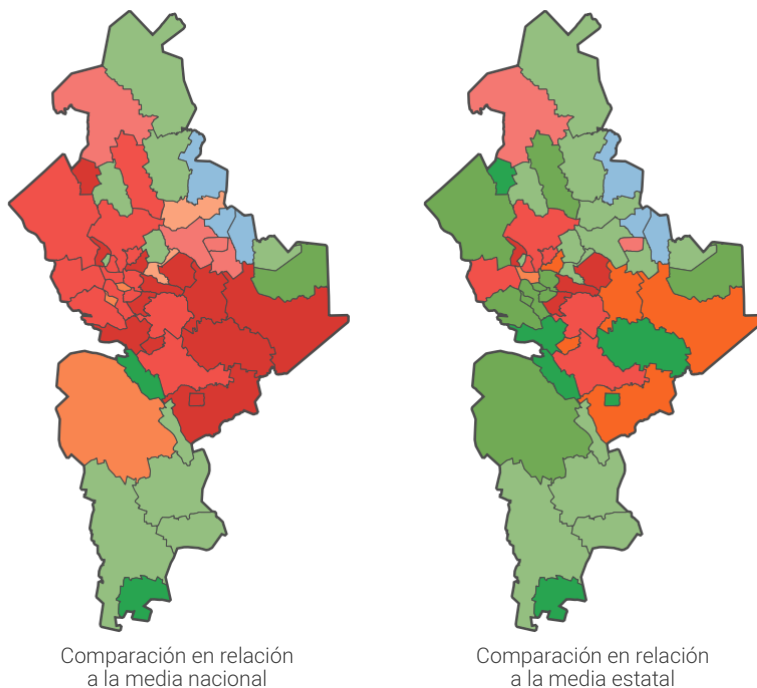 Comparación en relación
a la media nacional
Comparación en relación
a la media estatal